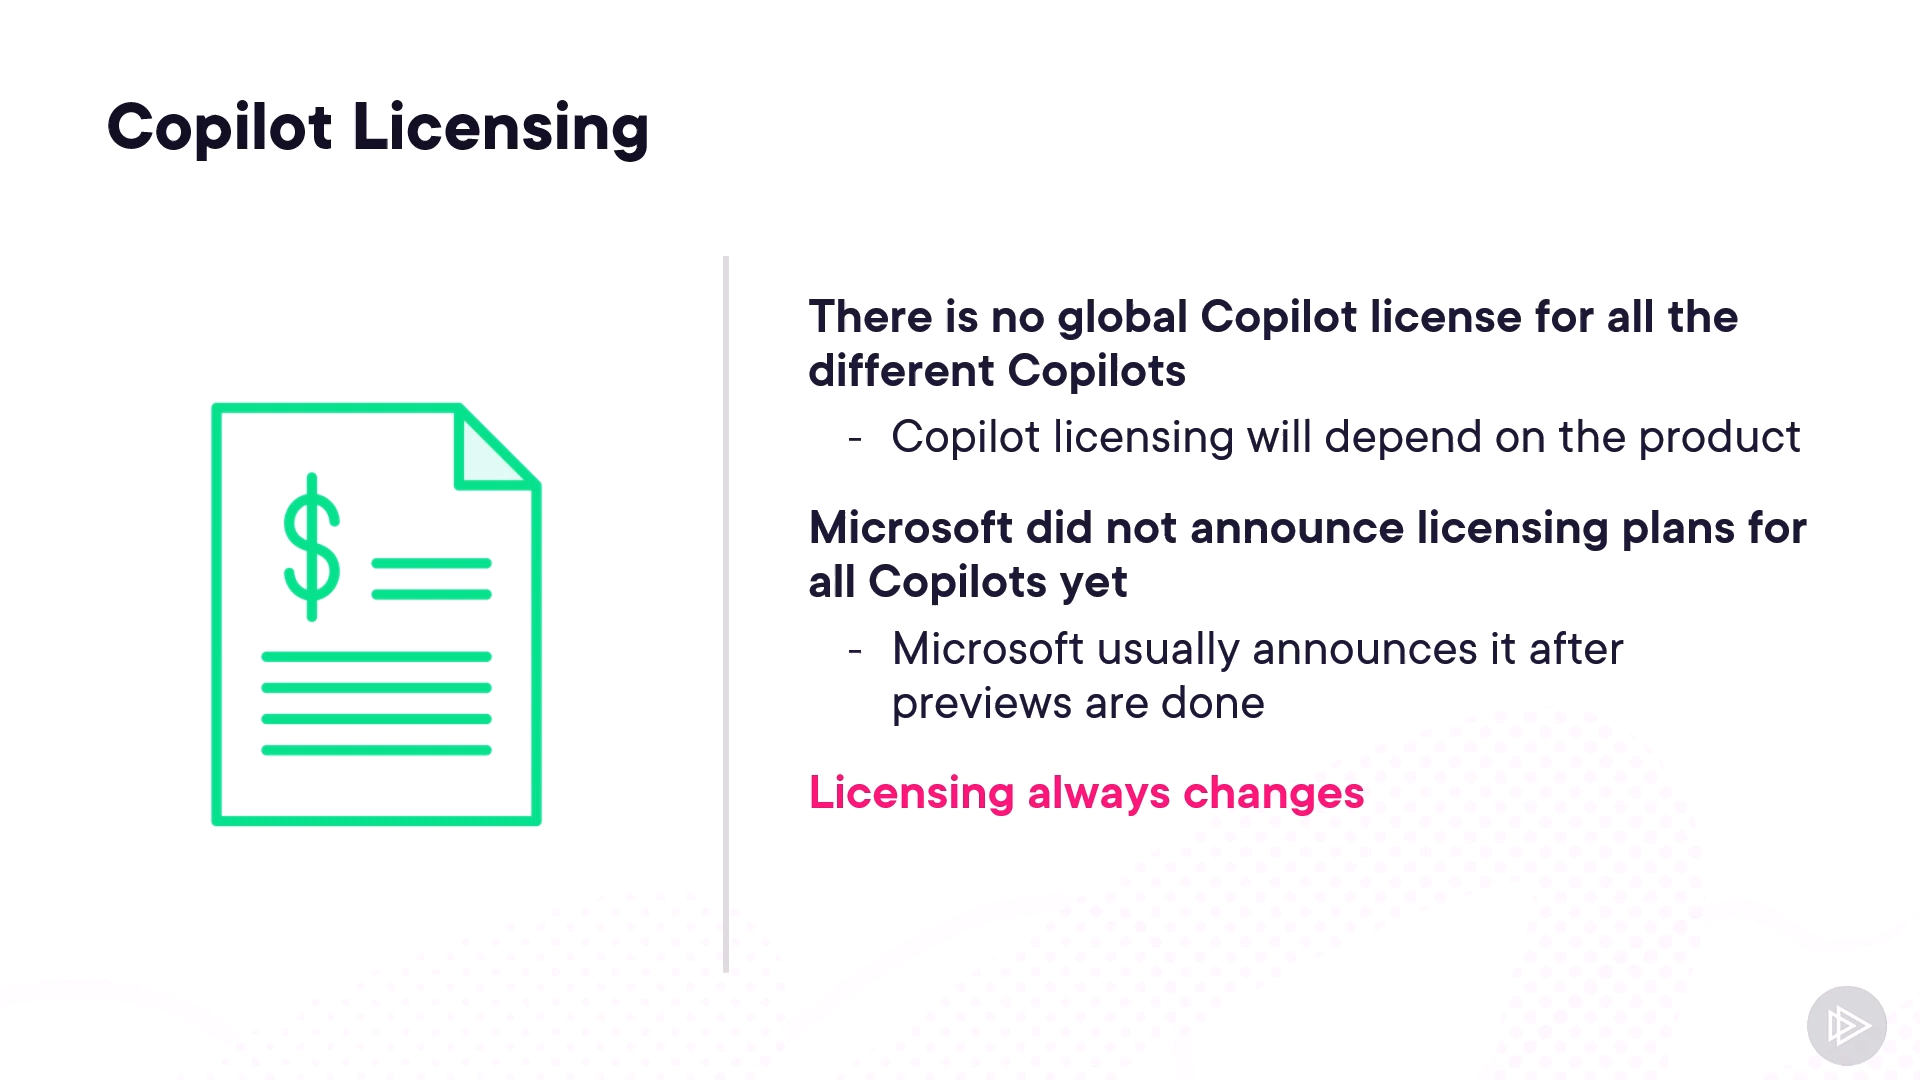 Copilot Licensing
There is no global Copilot license for all the
different Copilots
- Copilot licensing will depend on the product
Microsoft did not announce licensing plans for
all Copilots yet
- Microsoft usually announces it after
previews are done
Licensing always changes
$